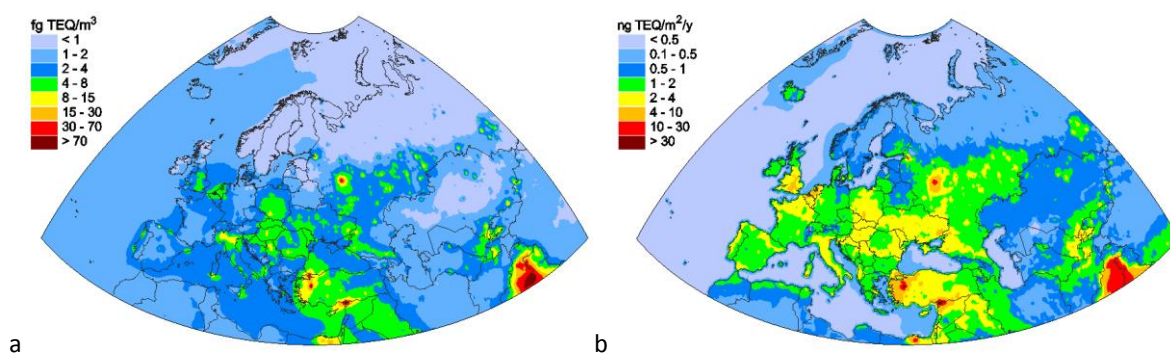 fg TEQ/m³
< 1
1 - 2
2 - 4
4 - 8
8 - 15
15 - 30
30 - 70
> 70
a
ng TEQ/m²/y
< 0.5
0.1 - 0.5
0.5 - 1
1 - 2
2 - 4
4 - 10
10 - 30
> 30
b